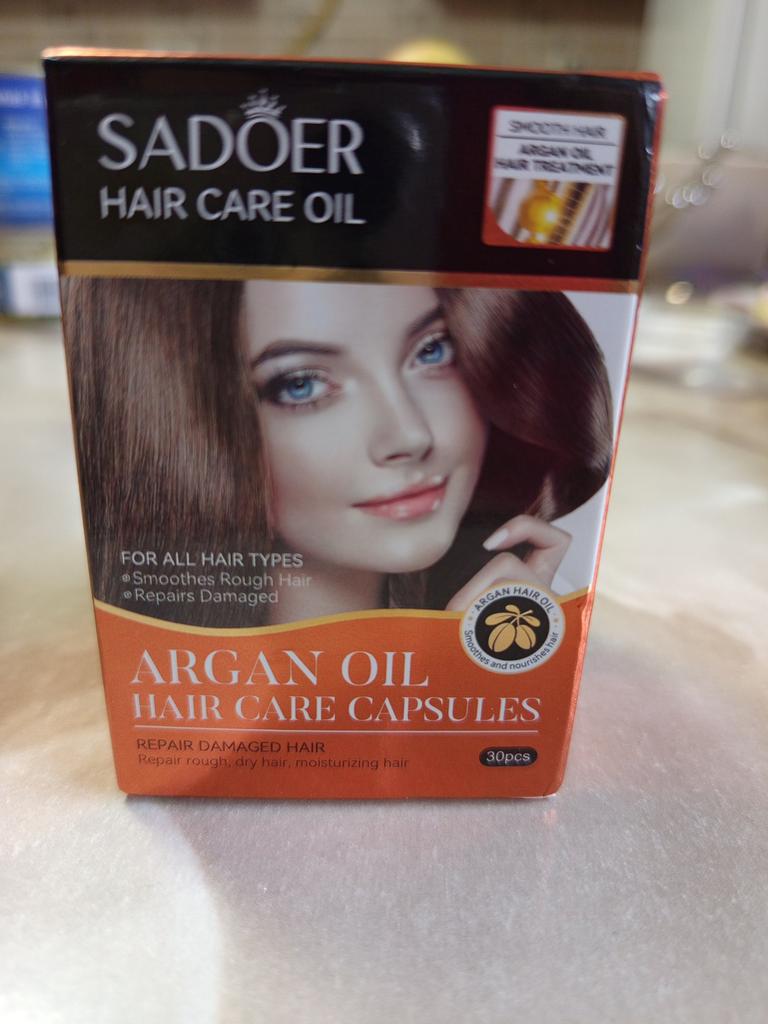 SADOER
HAIR CARE OIL
SMOOTH HAIR
ARGAN OIL
HAIR TREATMENT
FOR ALL HAIR TYPES
Smoothes Rough Hair
Repairs Damaged
ARGAN HAIR OIL
Smoothes and nourishes hair
ARGAN OIL
HAIR CARE CAPSULES
REPAIR DAMAGED HAIR
Repair rough, dry hair, moisturizing hair
30pcs